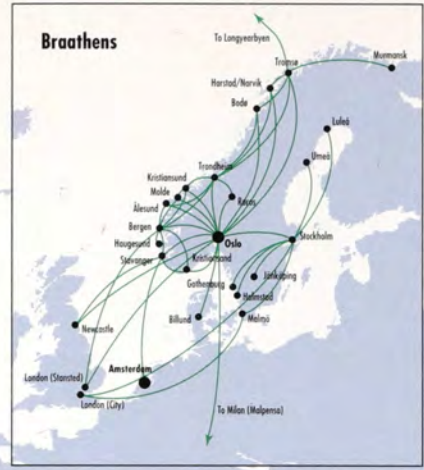 Braathens
To Longyearbyen
Murmansk
Tromsø
Harstad/Narvik
Bodø
Luleå
Umeå
Trondheim
Kristiansund
Molde
Røros
Ålesund
Bergen
Oslo
Stockholm
Haugesund
Stavanger
Kristiansand
Jönköping
Gothenburg
Halmstad
Billund
Malmö
Newcastle
Amsterdam
London (Stansted)
London (City)
To Milan (Malpensa)